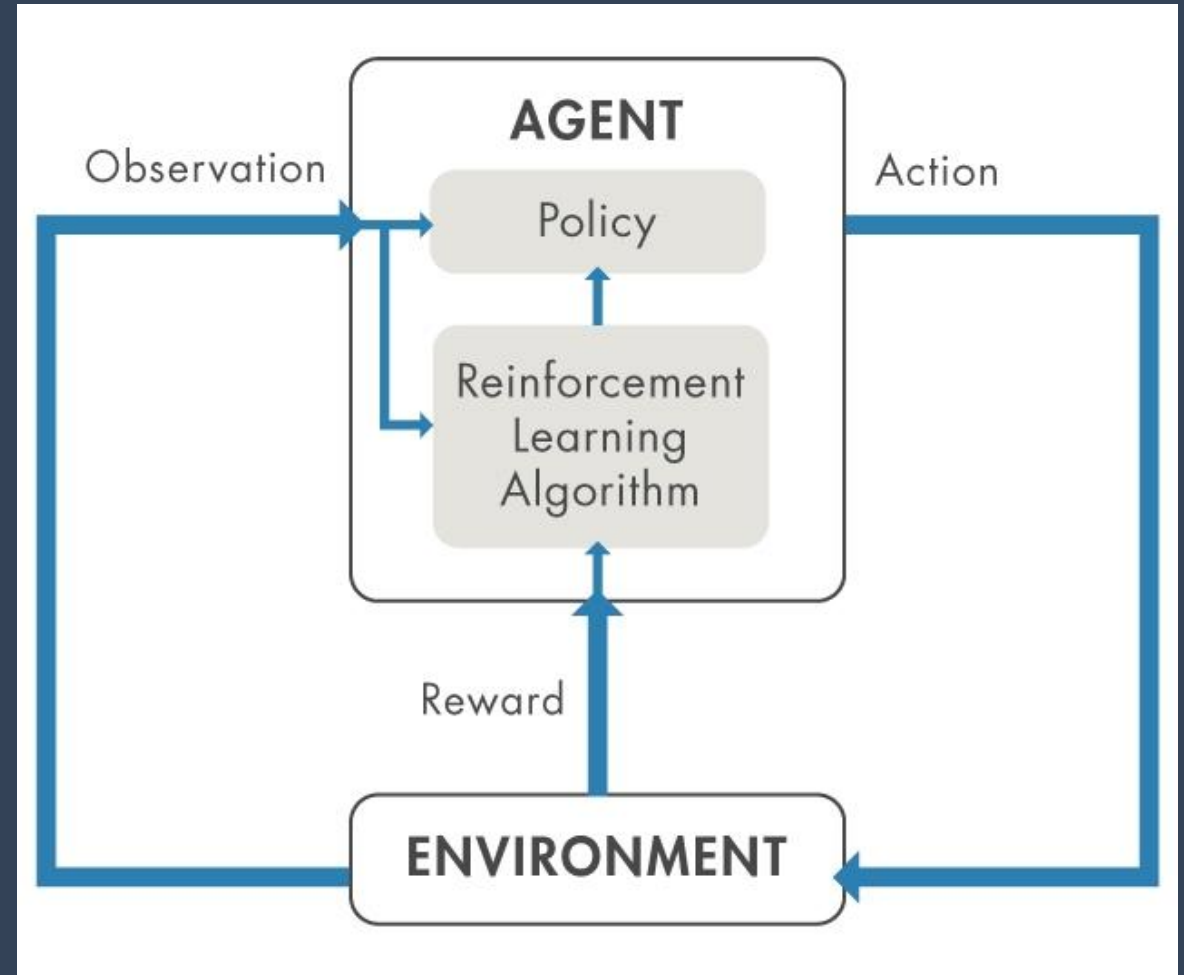 AGENT
Observation
Action
Policy
Reinforcement
Learning
Algorithm
Reward
ENVIRONMENT